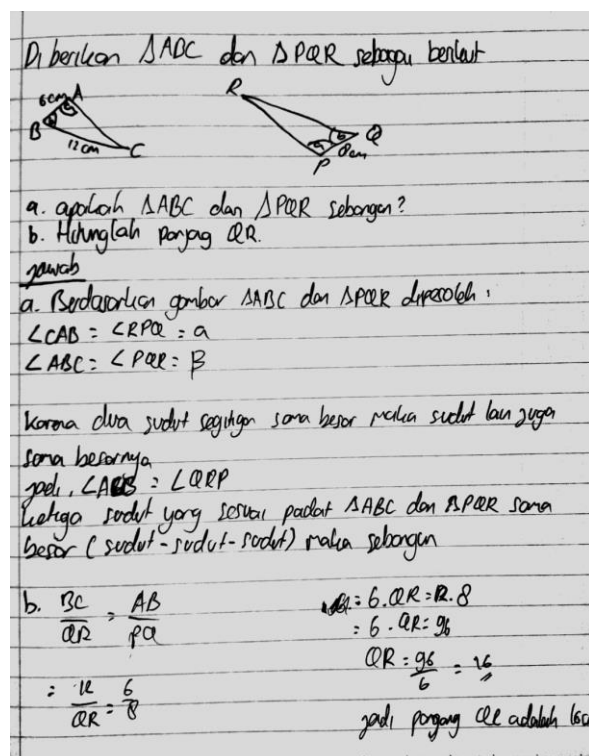 Diberikan ΔABC dan ΔPQR sebagai berikut
6cm A
B
12 cm C
R
Q
8cm
P
a. apakah ΔABC dan ΔPQR sebangun?
b. Hitunglah panjang QR.
jawab
a. Berdasarkan gambar ΔABC dan ΔPQR diperoleh :
∠CAB = ∠RPQ = α
∠ABC = ∠PQR = β
karena dua sudut segitiga sama besar maka sudut lain juga
sama besarnya
jadi, ∠ACB = ∠QRP
ketiga sudut yang sesuai padat ΔABC dan ΔPQR sama
besar (sudut-sudut-sudut) maka sebangun
b. BC/QR = AB/PQ
= 12/QR = 6/8
= 6.QR = 12.8
= 6.QR = 96
QR = 96/6 = 16
jadi panjang QR adalah 16c